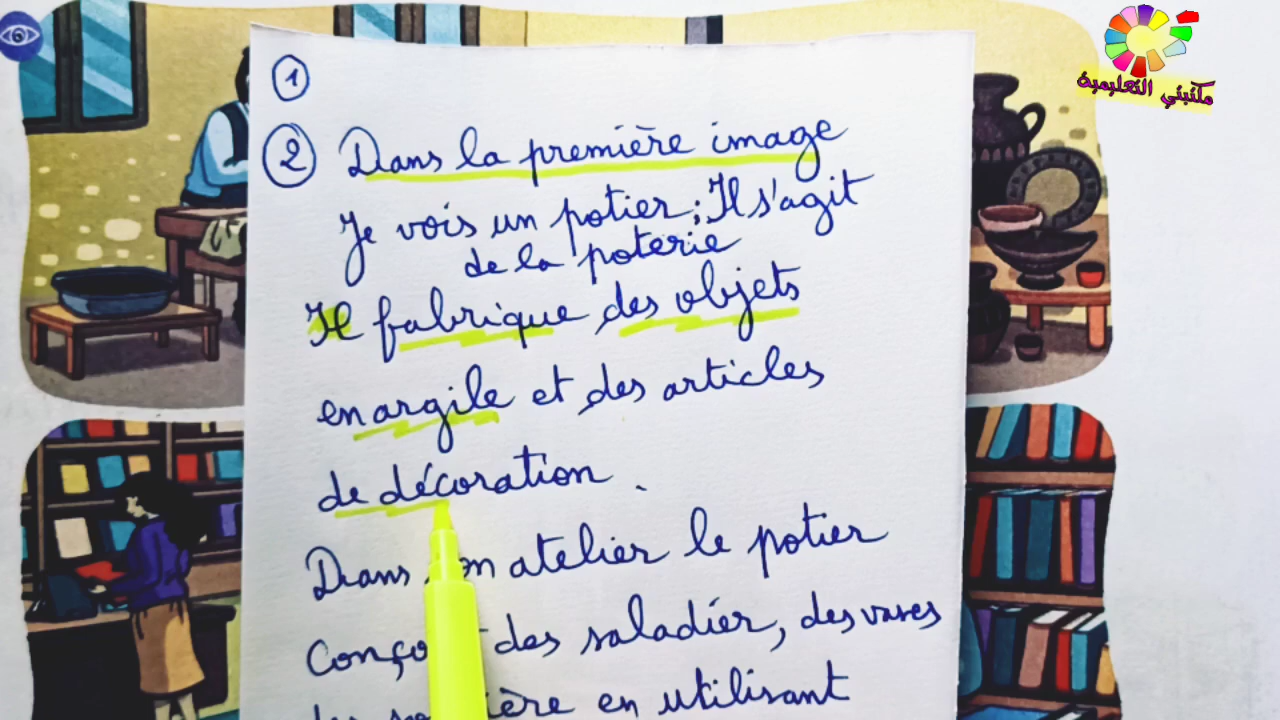 1
2 Dans la première image
Je vois un potier; Il s'agit
de la poterie
Il fabrique des objets
en argile et des articles
de décoration.
Dans atelier le potier
des saladier, des vases
en utilisant
مكتبتي التعليمية